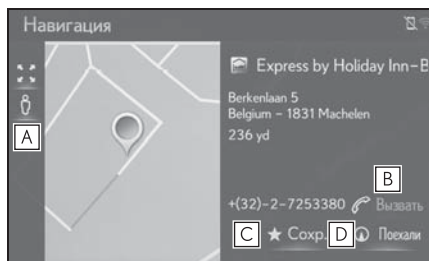 Навигация
Express by Holiday Inn-B
Berkenlaan 5
Belgium - 1831 Machelen
236 yd
A
B
+(32)-2-7253380 Вызвать
C Сохр. D Поехали